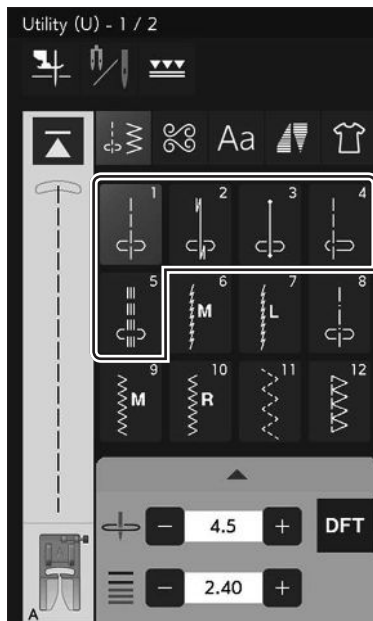 Utility (U) - 1 / 2
Aa
1 2 3 4
5 6 7 8
M L
9 10 11 12
M R
4.5 DFT
2.40
A